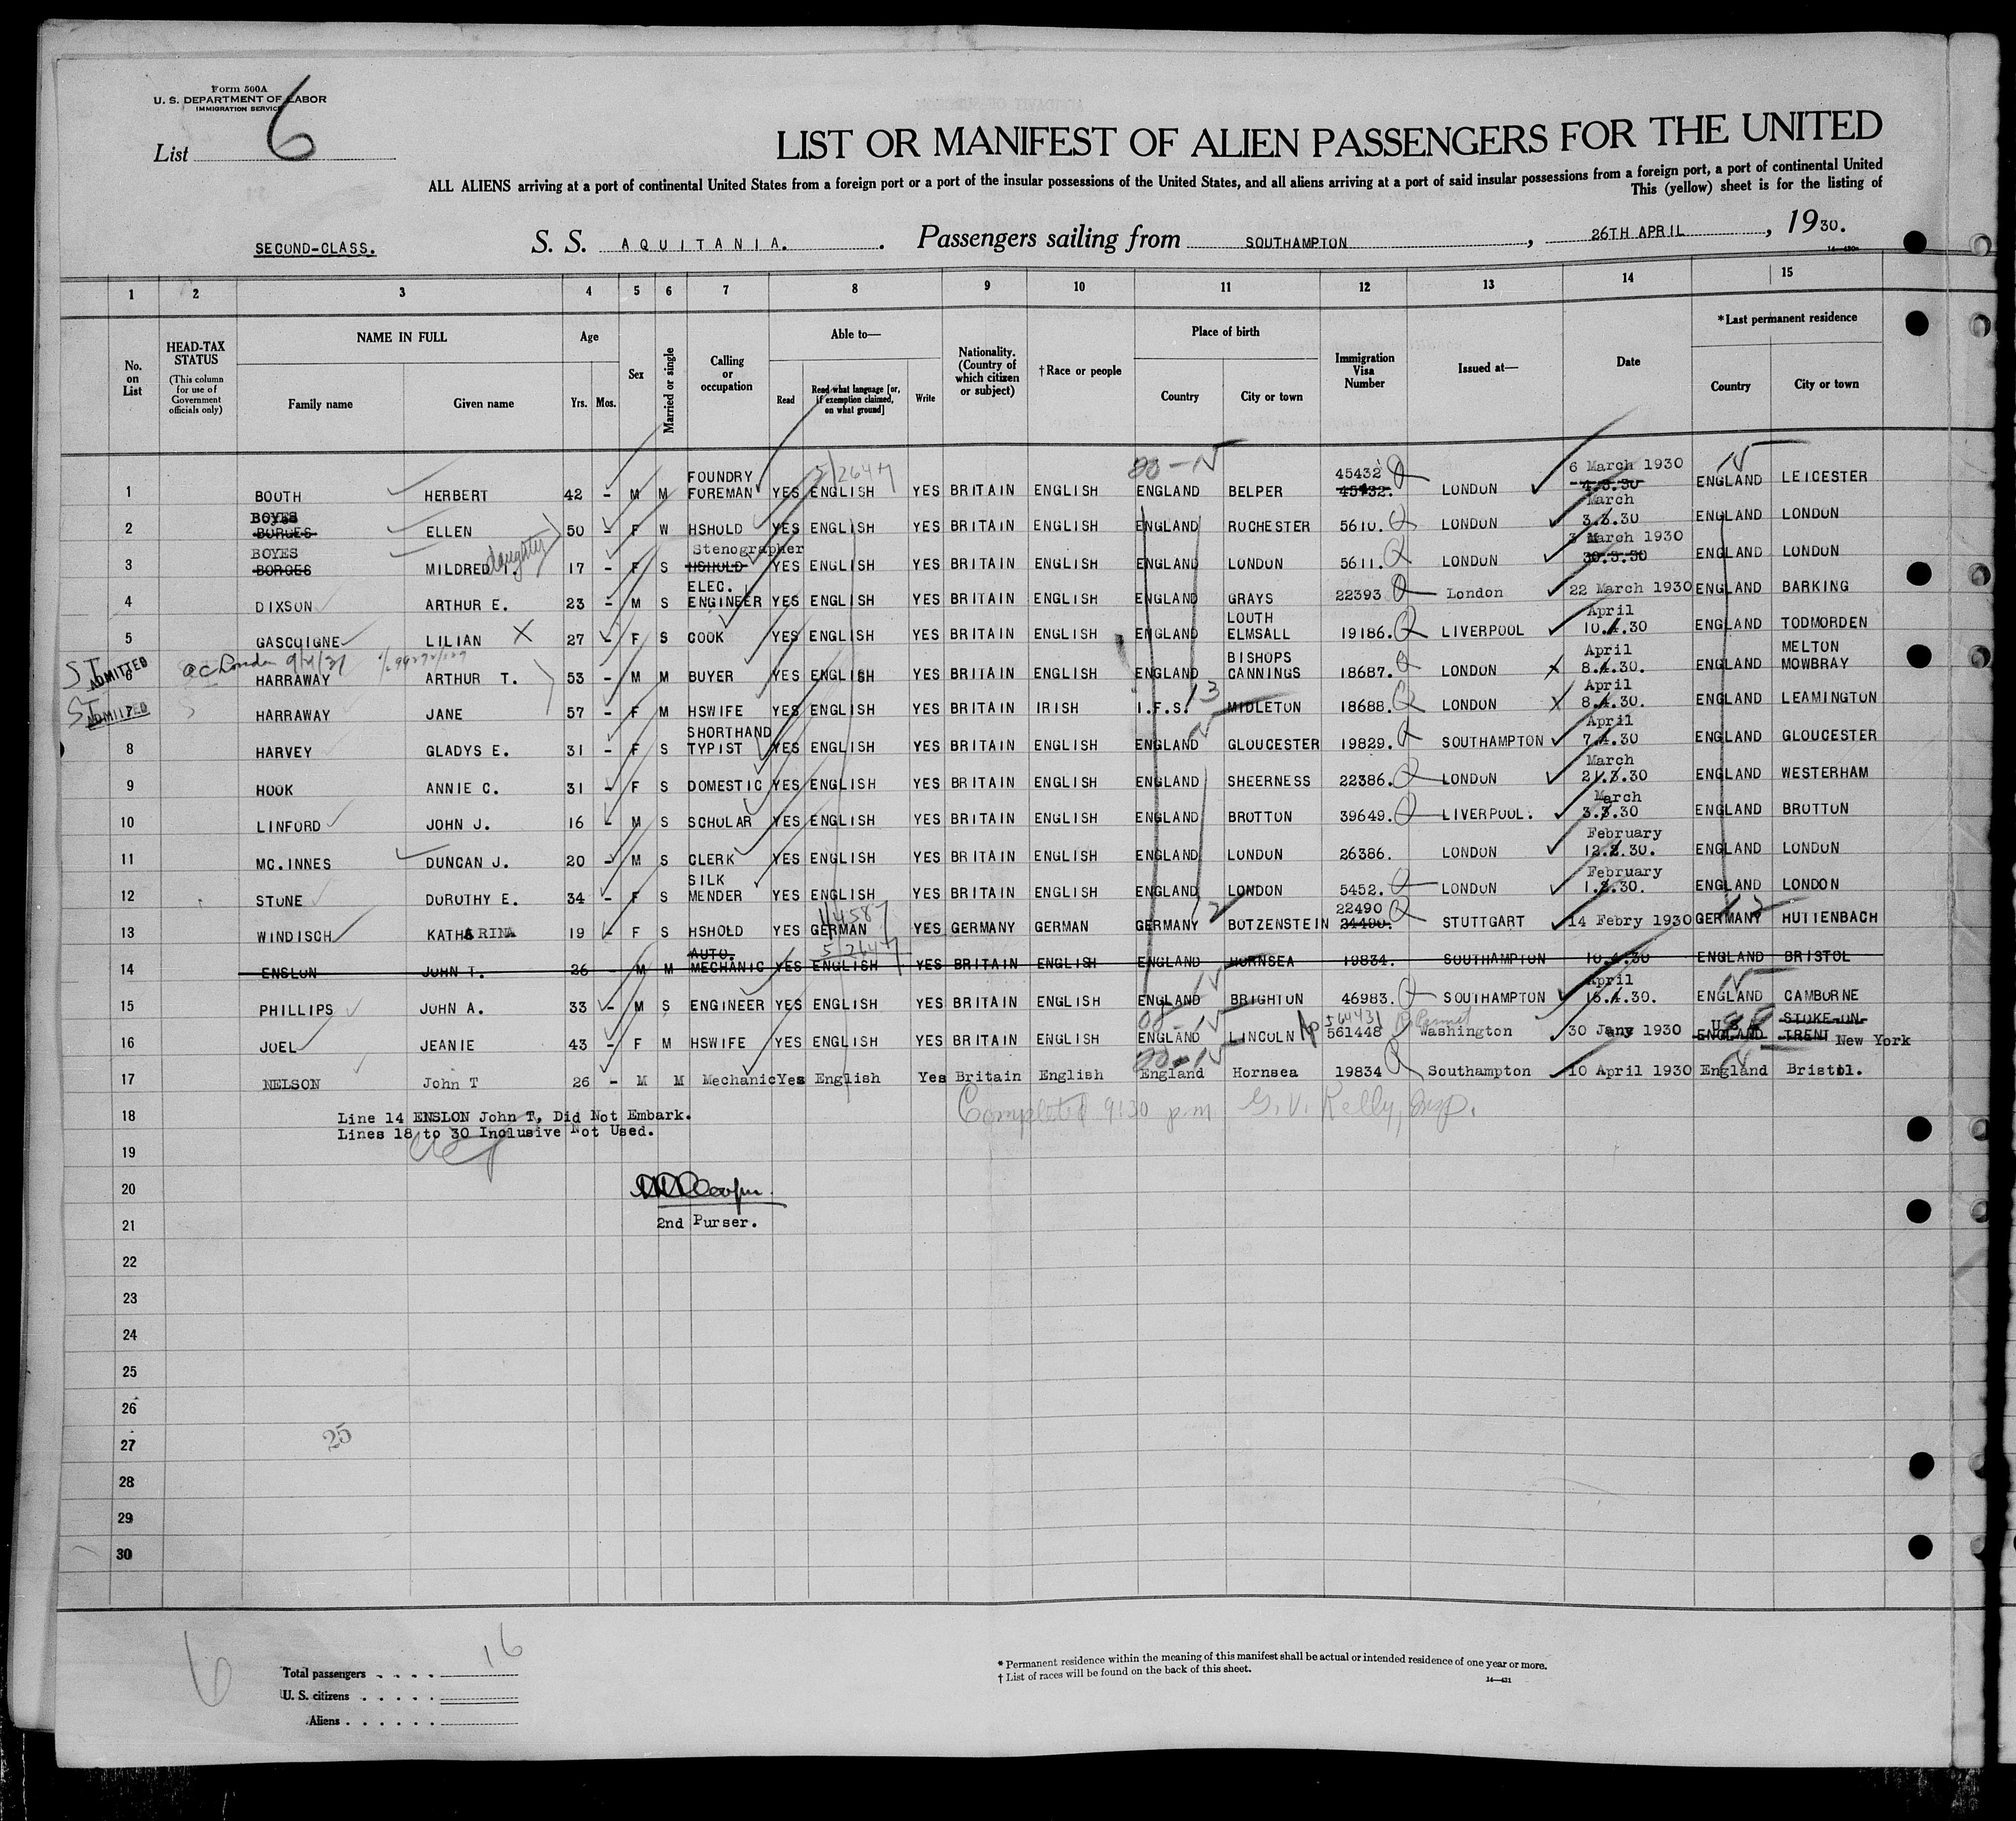 Form 500A
U. S. DEPARTMENT OF LABOR
IMMIGRATION SERVICE
List 6
LIST OR MANIFEST OF ALIEN PASSENGERS FOR THE UNITED
ALL ALIENS arriving at a port of continental United States from a foreign port or a port of the insular possessions of the United States, and all aliens arriving at a port of said insular possessions from a foreign port, a port of continental United
This (yellow) sheet is for the listing of
SECOND-CLASS. S. S. AQUITANIA. Passengers sailing from SOUTHAMPTON, 26TH APRIL, 1930.
1 2 3 4 5 6 7 8 9 10 11 12 13 14 15
No. on List
HEAD-TAX STATUS (This column for use of Government officials only)
NAME IN FULL Family name Given name
Age Yrs. Mos.
Sex
Married or single
Calling or occupation
Able to— Read Read what language [or, if exemption claimed, on what ground] Write
Nationality. (Country of which citizen or subject)
† Race or people
Place of birth Country City or town
Immigration Visa Number
Issued at—
Date
*Last permanent residence Country City or town
1 BOOTH HERBERT 42 - M M FOUNDRY FOREMAN YES ENGLISH 5/2647 YES BRITAIN ENGLISH ENGLAND BELPER 45432 45732. LONDON 6 March 1930 4.3.30 ENGLAND LEICESTER
2 BOYES BORGES ELLEN 50 - F W HSHOLD YES ENGLISH YES BRITAIN ENGLISH ENGLAND ROCHESTER 5610. LONDON March 3.3.30 ENGLAND LONDON
3 BOYES BORGES MILDRED I. daughter 17 - F S Stenographer HSHOLD YES ENGLISH YES BRITAIN ENGLISH ENGLAND LONDON 5611. LONDON 3 March 1930 30.3.30 ENGLAND LONDON
4 DIXSON ARTHUR E. 23 - M S ELEC. ENGINEER YES ENGLISH YES BRITAIN ENGLISH ENGLAND GRAYS 22393 London 22 March 1930 ENGLAND BARKING
5 GASCOIGNE LILIAN X 27 - F S COOK YES ENGLISH YES BRITAIN ENGLISH ENGLAND LOUTH ELMSALL 19186. LIVERPOOL April 10.4.30 ENGLAND TODMORDEN
ST ADMITTED 6 HARRAWAY ARTHUR T. 53 - M M BUYER YES ENGLISH YES BRITAIN ENGLISH ENGLAND BISHOPS CANNINGS 18687. LONDON April 8.4.30. ENGLAND MELTON MOWBRAY
ST ADMITTED 7 HARRAWAY JANE 57 - F M HSWIFE YES ENGLISH YES BRITAIN IRISH I.F.S. 13 MIDLETON 18688. LONDON April 8.4.30. ENGLAND LEAMINGTON
8 HARVEY GLADYS E. 31 - F S SHORTHAND TYPIST YES ENGLISH YES BRITAIN ENGLISH ENGLAND GLOUCESTER 19829. SOUTHAMPTON April 7.4.30 ENGLAND GLOUCESTER
9 HOOK ANNIE C. 31 - F S DOMESTIC YES ENGLISH YES BRITAIN ENGLISH ENGLAND SHEERNESS 22386. LONDON March 21.3.30 ENGLAND WESTERHAM
10 LINFORD JOHN J. 16 - M S SCHOLAR YES ENGLISH YES BRITAIN ENGLISH ENGLAND BROTTON 39649. LIVERPOOL. March 3.3.30 ENGLAND BROTTON
11 MC.INNES DUNCAN J. 20 - M S CLERK YES ENGLISH YES BRITAIN ENGLISH ENGLAND LONDON 26386. LONDON February 12.2.30. ENGLAND LONDON
12 STONE DOROTHY E. 34 - F S SILK MENDER YES ENGLISH YES BRITAIN ENGLISH ENGLAND LONDON 5452. LONDON February 1.2.30. ENGLAND LONDON
13 WINDISCH KATHARINA 19 - F S HSHOLD YES GERMAN YES GERMANY GERMAN GERMANY BOTZENSTEIN 22490 24490. STUTTGART 14 Febry 1930 GERMANY HUTTENBACH
14 ENSLON JOHN T. 26 - M M AUTO. MECHANIC YES ENGLISH 5/2647 YES BRITAIN ENGLISH ENGLAND HORNSEA 19834. SOUTHAMPTON 10.4.30 ENGLAND BRISTOL
15 PHILLIPS JOHN A. 33 - M S ENGINEER YES ENGLISH YES BRITAIN ENGLISH ENGLAND BRIGHTON 46983. SOUTHAMPTON April 15.4.30. ENGLAND CAMBORNE
16 JOEL JEANIE 43 - F M HSWIFE YES ENGLISH YES BRITAIN ENGLISH ENGLAND LINCOLN 564431 561448 Washington 30 Jany 1930 ENGLAND STOKE-ON-TRENT New York
17 NELSON John T 26 - M M Mechanic Yes English Yes Britain English England Hornsea 19834 Southampton 10 April 1930 England Bristol.
18 Line 14 ENSLON John T, Did Not Embark.
Lines 18 to 30 Inclusive Not Used.
Completed 9:30 p.m. G. V. Kelly, Insp.
19
20
2nd Purser.
21
22
23
24
25
26
27 25
28
29
30
6
Total passengers 16
U. S. citizens
Aliens
* Permanent residence within the meaning of this manifest shall be actual or intended residence of one year or more.
† List of races will be found on the back of this sheet.
14—431